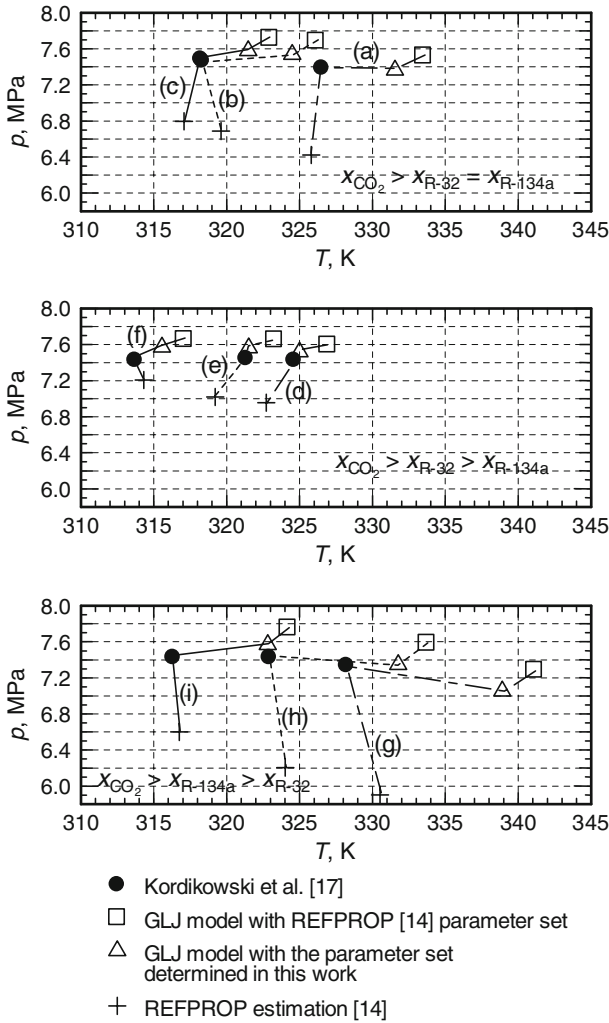 8.0
7.6
7.2
6.8
6.4
6.0
p, MPa
(a)
(c)
(b)
x_CO₂ > x_R-32 = x_R-134a
310 315 320 325 330 335 340 345
T, K
8.0
7.6
7.2
6.8
6.4
6.0
p, MPa
(f)
(e)
(d)
x_CO₂ > x_R-32 > x_R-134a
310 315 320 325 330 335 340 345
T, K
8.0
7.6
7.2
6.8
6.4
6.0
p, MPa
(i)
(h)
(g)
x_CO₂ > x_R-134a > x_R-32
310 315 320 325 330 335 340 345
T, K
Kordikowski et al. [17]
GLJ model with REFPROP [14] parameter set
GLJ model with the parameter set
determined in this work
REFPROP estimation [14]